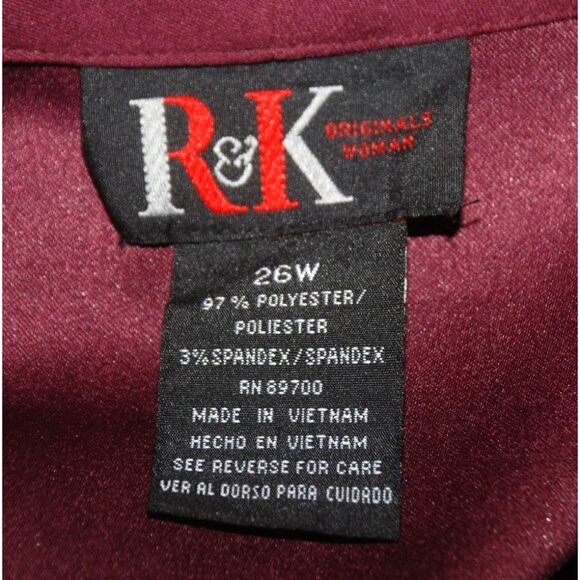 R&K
ORIGINALS
WOMAN
26W
97% POLYESTER/
POLIESTER
3%SPANDEX/SPANDEX
RN 89700
MADE IN VIETNAM
HECHO EN VIETNAM
SEE REVERSE FOR CARE
VER AL DORSO PARA CUIDADO